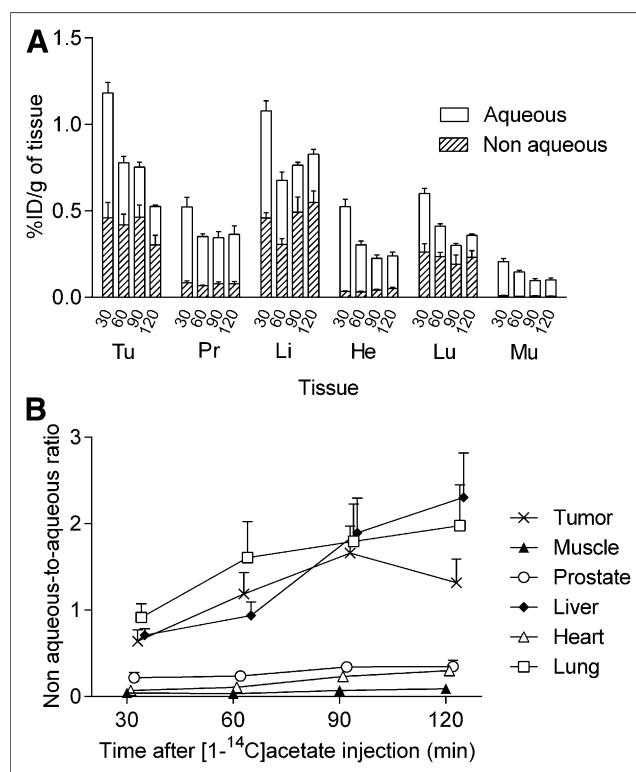 A
1.5
1.0
0.5
0.0
%ID/g of tissue
Aqueous
Non aqueous
30 60 90 120 30 60 90 120 30 60 90 120 30 60 90 120 30 60 90 120 30 60 90 120
Tu Pr Li He Lu Mu
Tissue
B
3
2
1
0
Non aqueous-to-aqueous ratio
Tumor
Muscle
Prostate
Liver
Heart
Lung
30 60 90 120
Time after [1-¹⁴C]acetate injection (min)